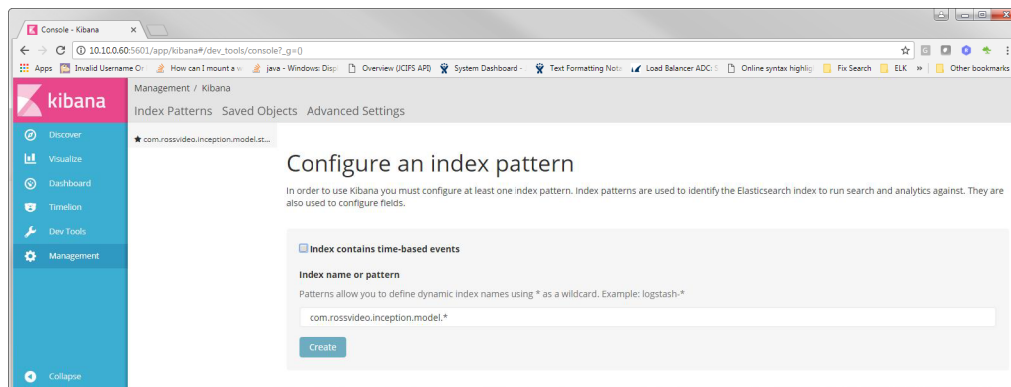 Console - Kibana
10.10.0.60:5601/app/kibana#/dev_tools/console?_g=()
Apps
Invalid Username Or
How can I mount a w
java - Windows: Disp
Overview (JCIFS API)
System Dashboard -
Text Formatting Nota
Load Balancer ADC: S
Online syntax highlig
Fix Search
ELK
»
Other bookmarks
kibana
Management / Kibana
Index Patterns Saved Objects Advanced Settings
Discover
Visualize
Dashboard
Timelion
Dev Tools
Management
Collapse
★ com.rossvideo.inception.model.st...
Configure an index pattern
In order to use Kibana you must configure at least one index pattern. Index patterns are used to identify the Elasticsearch index to run search and analytics against. They are
also used to configure fields.
Index contains time-based events
Index name or pattern
Patterns allow you to define dynamic index names using * as a wildcard. Example: logstash-*
com.rossvideo.inception.model.*
Create